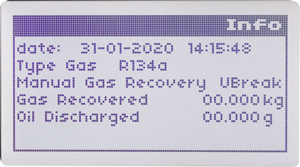 Info
date: 31-01-2020 14:15:48
Type Gas R134a
Manual Gas Recovery VBreak
Gas Recovered 00.000kg
Oil Discharged 00.000g